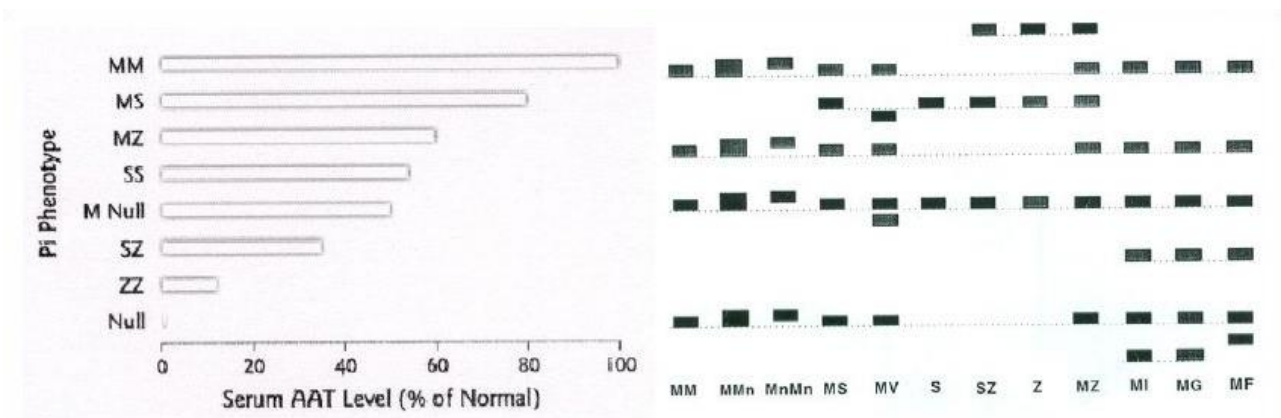 Pi Phenotype
MM
MS
MZ
SS
M Null
SZ
ZZ
Null
0 20 40 60 80 100
Serum AAT Level (% of Normal)
MM MMn MnMn MS MV S SZ Z MZ MI MG MF